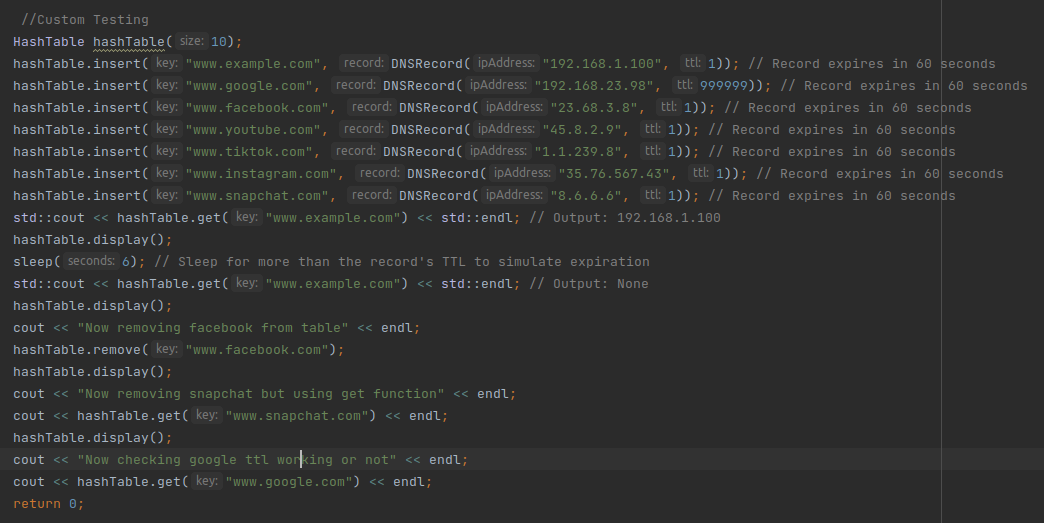 //Custom Testing
HashTable hashTable( size: 10);
hashTable.insert( key: "www.example.com", record: DNSRecord( ipAddress: "192.168.1.100", ttl: 1)); // Record expires in 60 seconds
hashTable.insert( key: "www.google.com", record: DNSRecord( ipAddress: "192.168.23.98", ttl: 999999)); // Record expires in 60 seconds
hashTable.insert( key: "www.facebook.com", record: DNSRecord( ipAddress: "23.68.3.8", ttl: 1)); // Record expires in 60 seconds
hashTable.insert( key: "www.youtube.com", record: DNSRecord( ipAddress: "45.8.2.9", ttl: 1)); // Record expires in 60 seconds
hashTable.insert( key: "www.tiktok.com", record: DNSRecord( ipAddress: "1.1.239.8", ttl: 1)); // Record expires in 60 seconds
hashTable.insert( key: "www.instagram.com", record: DNSRecord( ipAddress: "35.76.567.43", ttl: 1)); // Record expires in 60 seconds
hashTable.insert( key: "www.snapchat.com", record: DNSRecord( ipAddress: "8.6.6.6", ttl: 1)); // Record expires in 60 seconds
std::cout << hashTable.get( key: "www.example.com") << std::endl; // Output: 192.168.1.100
hashTable.display();
sleep( seconds: 6); // Sleep for more than the record's TTL to simulate expiration
std::cout << hashTable.get( key: "www.example.com") << std::endl; // Output: None
hashTable.display();
cout << "Now removing facebook from table" << endl;
hashTable.remove( key: "www.facebook.com");
hashTable.display();
cout << "Now removing snapchat but using get function" << endl;
cout << hashTable.get( key: "www.snapchat.com") << endl;
hashTable.display();
cout << "Now checking google ttl working or not" << endl;
cout << hashTable.get( key: "www.google.com") << endl;
return 0;